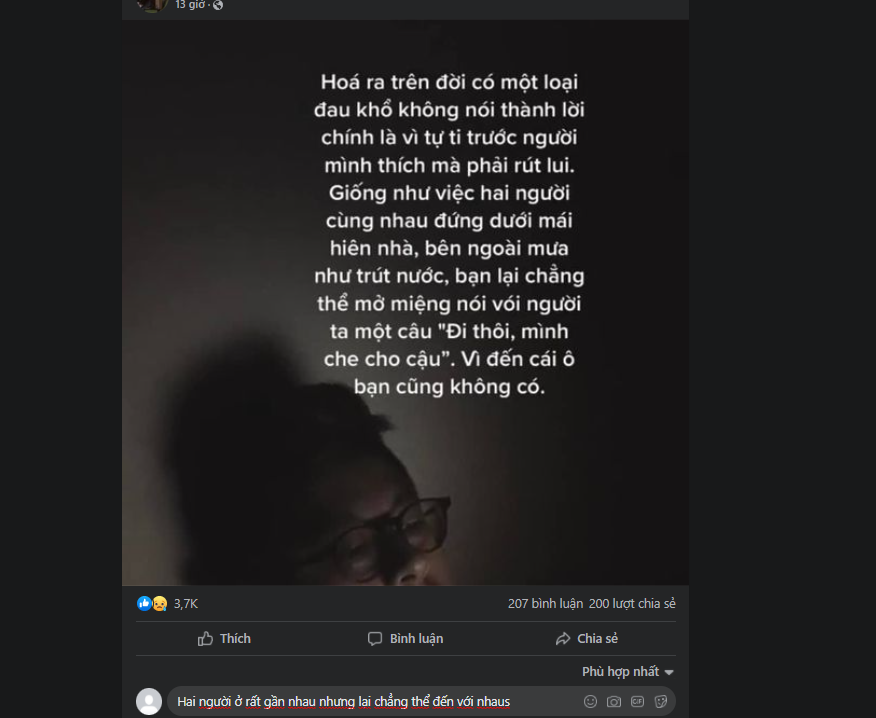 13 giờ ·
Hoá ra trên đời có một loại
đau khổ không nói thành lời
chính là vì tự ti trước người
mình thích mà phải rút lui.
Giống như việc hai người
cùng nhau đứng dưới mái
hiên nhà, bên ngoài mưa
như trút nước, bạn lại chẳng
thể mở miệng nói vói người
ta một câu "Đi thôi, mình
che cho cậu". Vì đến cái ô
bạn cũng không có.
3,7K
207 bình luận 200 lượt chia sẻ
Thích Bình luận Chia sẻ
Phù hợp nhất
Hai người ở rất gần nhau nhưng lại chẳng thể đến với nhaus
GIF